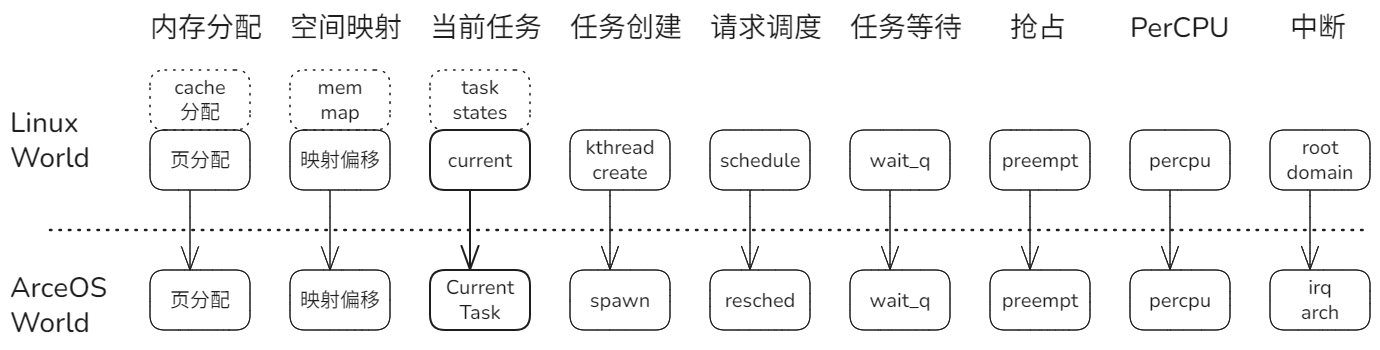 内存分配 空间映射 当前任务 任务创建 请求调度 任务等待 抢占 PerCPU 中断
cache
分配
mem
map
task
states
Linux
World
页分配
映射偏移
current
kthread
create
schedule
wait_q
preempt
percpu
root
domain
ArceOS
World
页分配
映射偏移
Current
Task
spawn
resched
wait_q
preempt
percpu
irq
arch